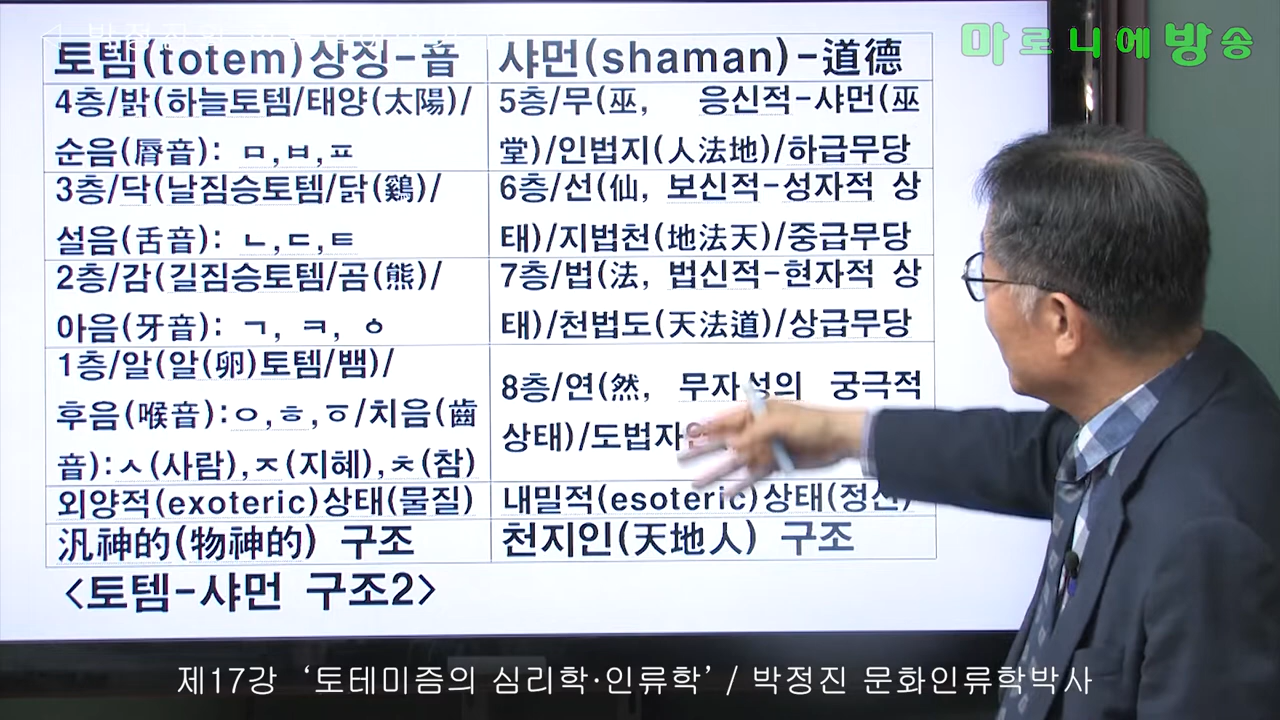 마로니에방송
토템(totem)상징-音
샤먼(shaman)-道德
4층/밝(하늘토템/태양(太陽)/
순음(脣音): ㅁ,ㅂ,ㅍ
5층/무(巫, 응신적-샤먼(巫
堂)/인법지(人法地)/하급무당
3층/닥(날짐승토템/닭(鷄)/
설음(舌音): ㄴ,ㄷ,ㅌ
6층/선(仙, 보신적-성자적 상
태)/지법천(地法天)/중급무당
2층/감(길짐승토템/곰(熊)/
아음(牙音): ㄱ, ㅋ, ㆁ
7층/법(法, 법신적-현자적 상
태)/천법도(天法道)/상급무당
1층/알(알(卵)토템/뱀)/
후음(喉音):ㅇ,ㅎ,ㆆ/치음(齒
音):ㅅ(사람),ㅈ(지혜),ㅊ(참)
8층/연(然, 무자성의 궁극적
상태)/도법자
외양적(exoteric)상태(물질)
내밀적(esoteric)상태(정신)
汎神的(物神的) 구조
천지인(天地人) 구조
<토템-샤먼 구조2>
제17강 ‘토테미즘의 심리학·인류학’ / 박정진 문화인류학박사